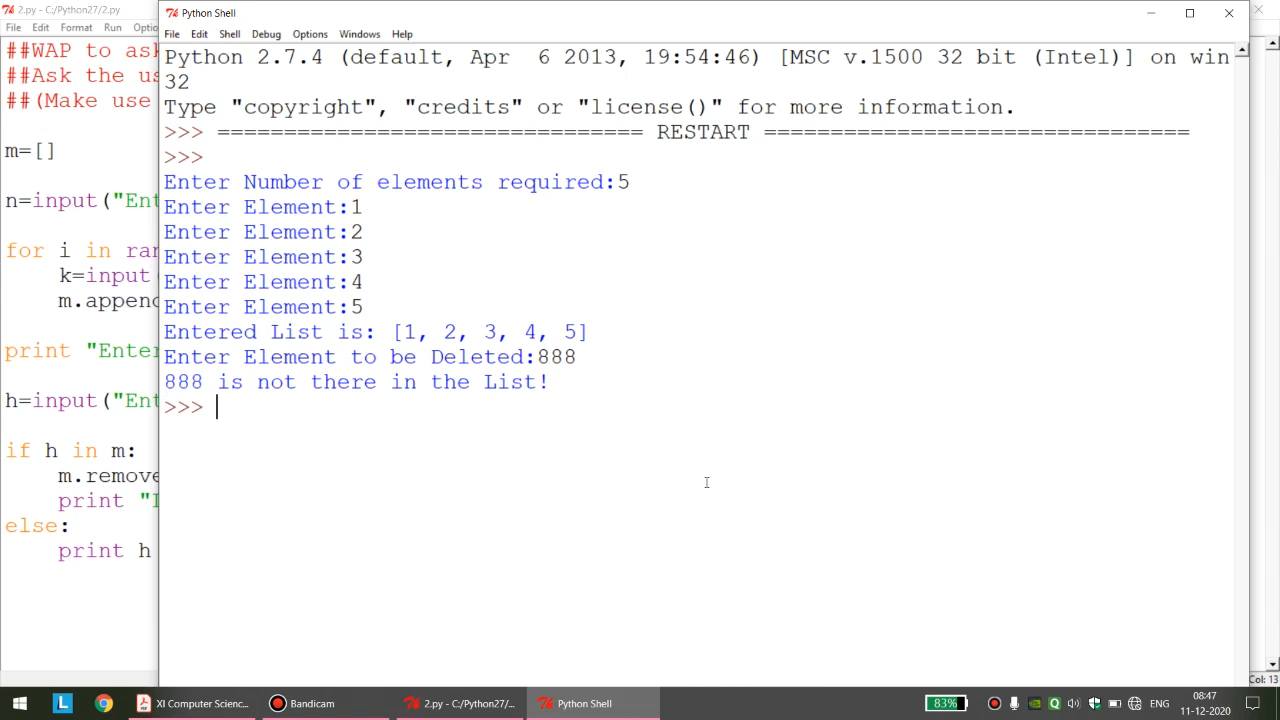 2.py - C:/Python27/2.py
File Edit Format Run Optio
##WAP to as
##Ask the us
##(Make use
m=[]
n=input("Ent
for i in ran
k=input
m.append
print "Enter
h=input("Ent
if h in m:
m.remove
print "I
else:
print h
Python Shell
File Edit Shell Debug Options Windows Help
Python 2.7.4 (default, Apr  6 2013, 19:54:46) [MSC v.1500 32 bit (Intel)] on win
32
Type "copyright", "credits" or "license()" for more information.
>>> ================================ RESTART ================================
>>>
Enter Number of elements required:5
Enter Element:1
Enter Element:2
Enter Element:3
Enter Element:4
Enter Element:5
Entered List is: [1, 2, 3, 4, 5]
Enter Element to be Deleted:888
888 is not there in the List!
>>>
Col: 13
L XI Computer Scienc... Bandicam 2.py - C:/Python27/... Python Shell 83% ENG 08:47
11-12-2020